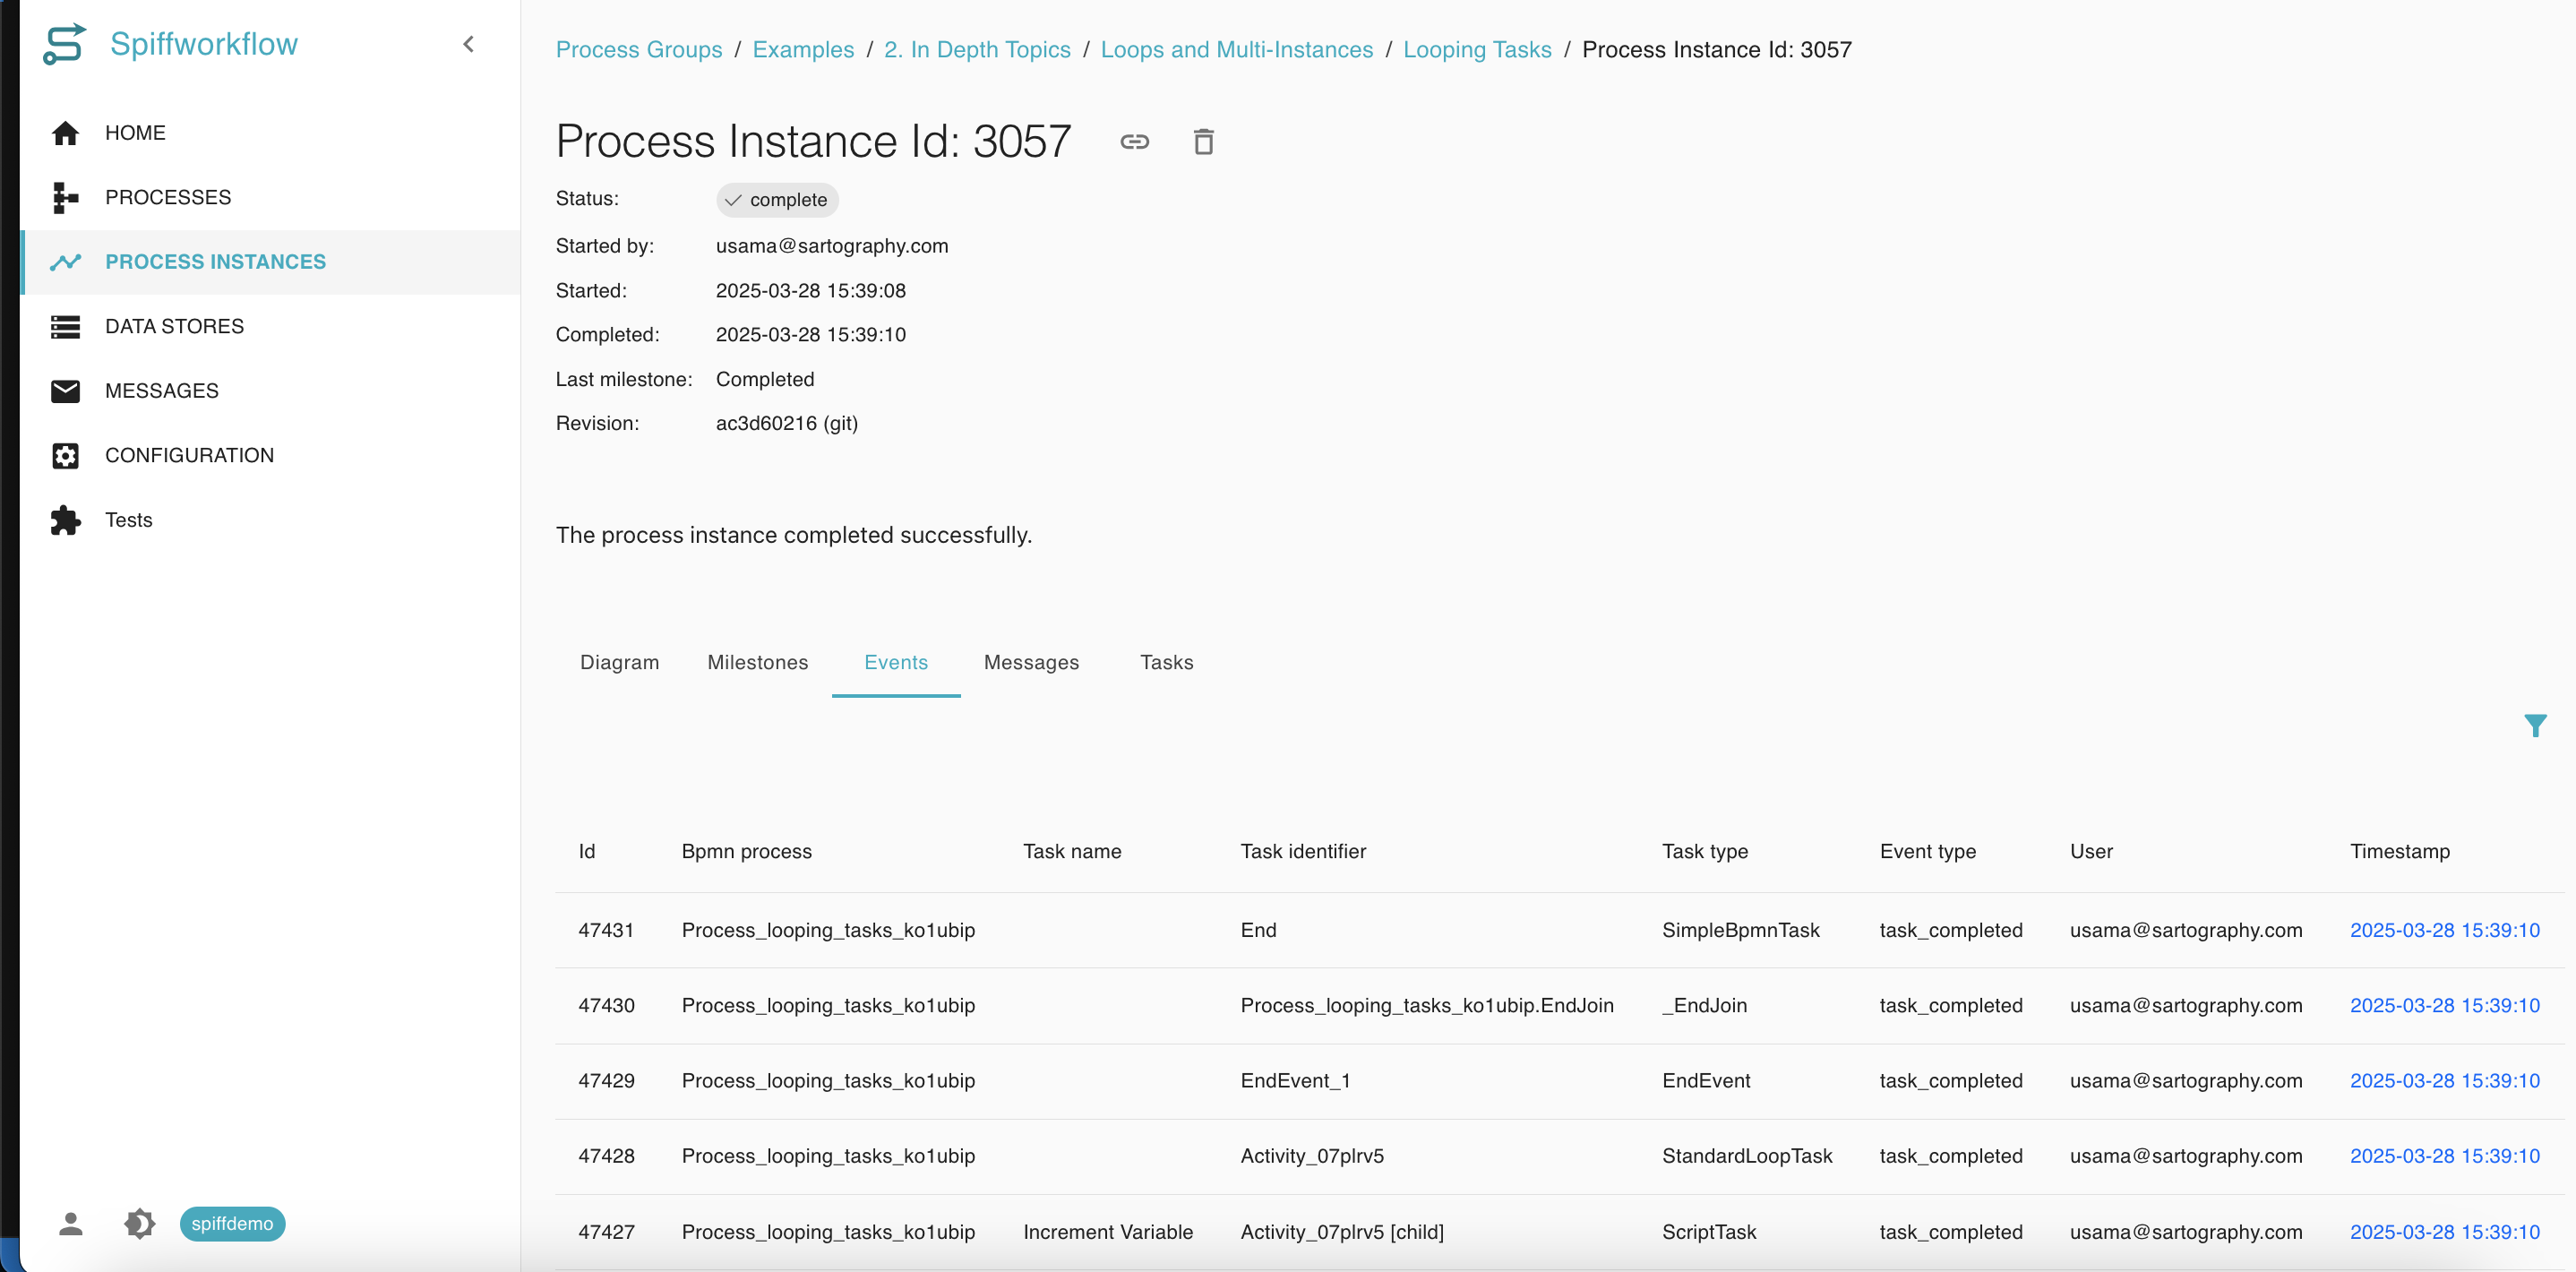 Spiffworkflow
HOME
PROCESSES
PROCESS INSTANCES
DATA STORES
MESSAGES
CONFIGURATION
Tests
spiffdemo
Process Groups / Examples / 2. In Depth Topics / Loops and Multi-Instances / Looping Tasks / Process Instance Id: 3057
Process Instance Id: 3057
Status: complete
Started by: usama@sartography.com
Started: 2025-03-28 15:39:08
Completed: 2025-03-28 15:39:10
Last milestone: Completed
Revision: ac3d60216 (git)
The process instance completed successfully.
Diagram Milestones Events Messages Tasks
Id Bpmn process Task name Task identifier Task type Event type User Timestamp
47431 Process_looping_tasks_ko1ubip End SimpleBpmnTask task_completed usama@sartography.com 2025-03-28 15:39:10
47430 Process_looping_tasks_ko1ubip Process_looping_tasks_ko1ubip.EndJoin _EndJoin task_completed usama@sartography.com 2025-03-28 15:39:10
47429 Process_looping_tasks_ko1ubip EndEvent_1 EndEvent task_completed usama@sartography.com 2025-03-28 15:39:10
47428 Process_looping_tasks_ko1ubip Activity_07plrv5 StandardLoopTask task_completed usama@sartography.com 2025-03-28 15:39:10
47427 Process_looping_tasks_ko1ubip Increment Variable Activity_07plrv5 [child] ScriptTask task_completed usama@sartography.com 2025-03-28 15:39:10